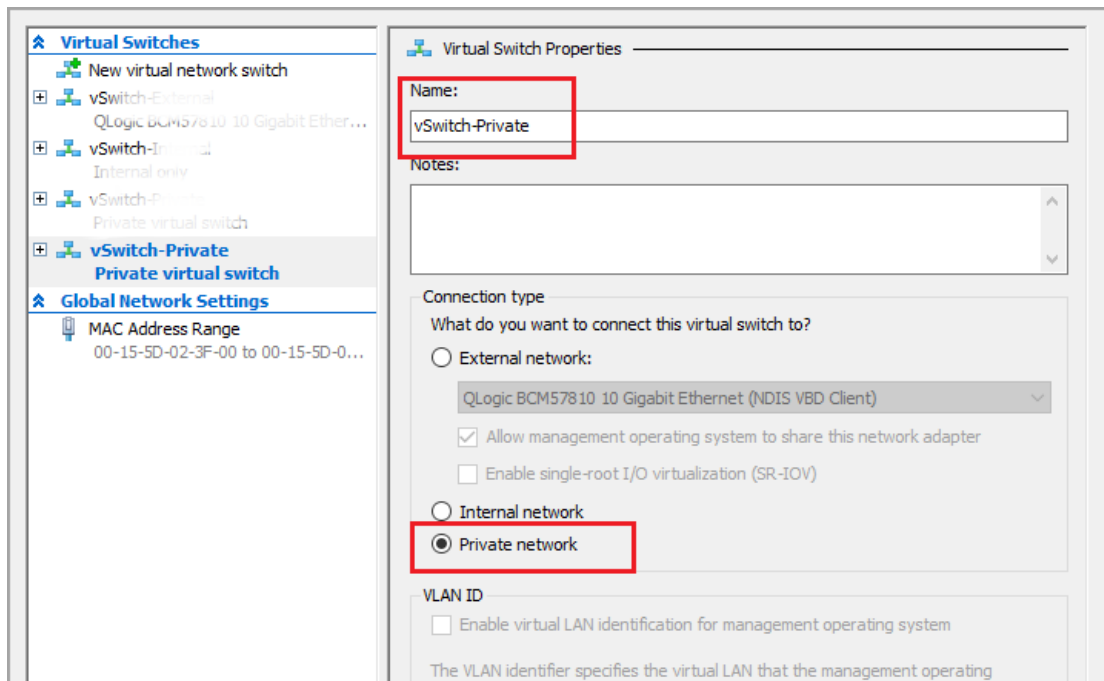 Virtual Switches
New virtual network switch
vSwitch-External
QLogic BCM57810 10 Gigabit Ether...
vSwitch-Internal
Internal only
vSwitch-Private
Private virtual switch
vSwitch-Private
Private virtual switch
Global Network Settings
MAC Address Range
00-15-5D-02-3F-00 to 00-15-5D-0...
Virtual Switch Properties
Name:
vSwitch-Private
Notes:
Connection type
What do you want to connect this virtual switch to?
External network:
QLogic BCM57810 10 Gigabit Ethernet (NDIS VBD Client)
Allow management operating system to share this network adapter
Enable single-root I/O virtualization (SR-IOV)
Internal network
Private network
VLAN ID
Enable virtual LAN identification for management operating system
The VLAN identifier specifies the virtual LAN that the management operating